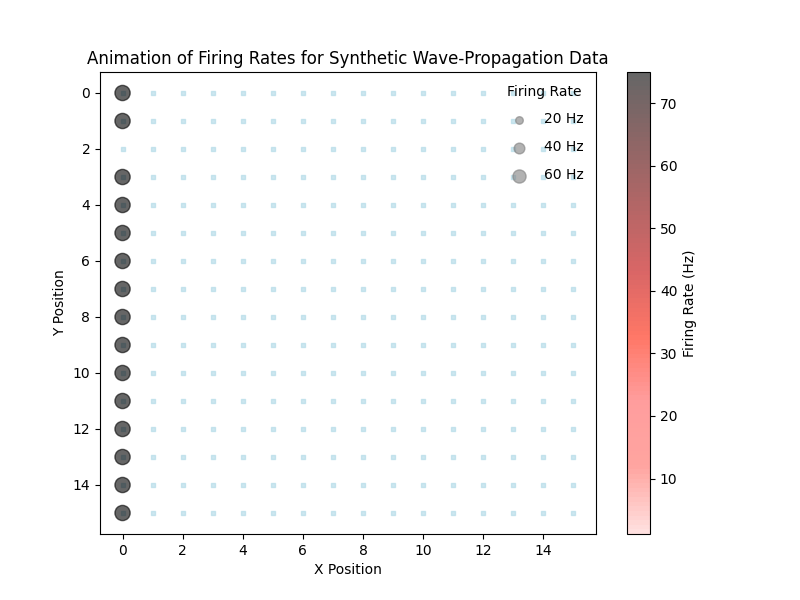 Animation of Firing Rates for Synthetic Wave-Propagation Data
Firing Rate
20 Hz
40 Hz
60 Hz
0
2
4
6
8
10
12
14
Y Position
0 2 4 6 8 10 12 14
X Position
70
60
50
40
30
20
10
Firing Rate (Hz)